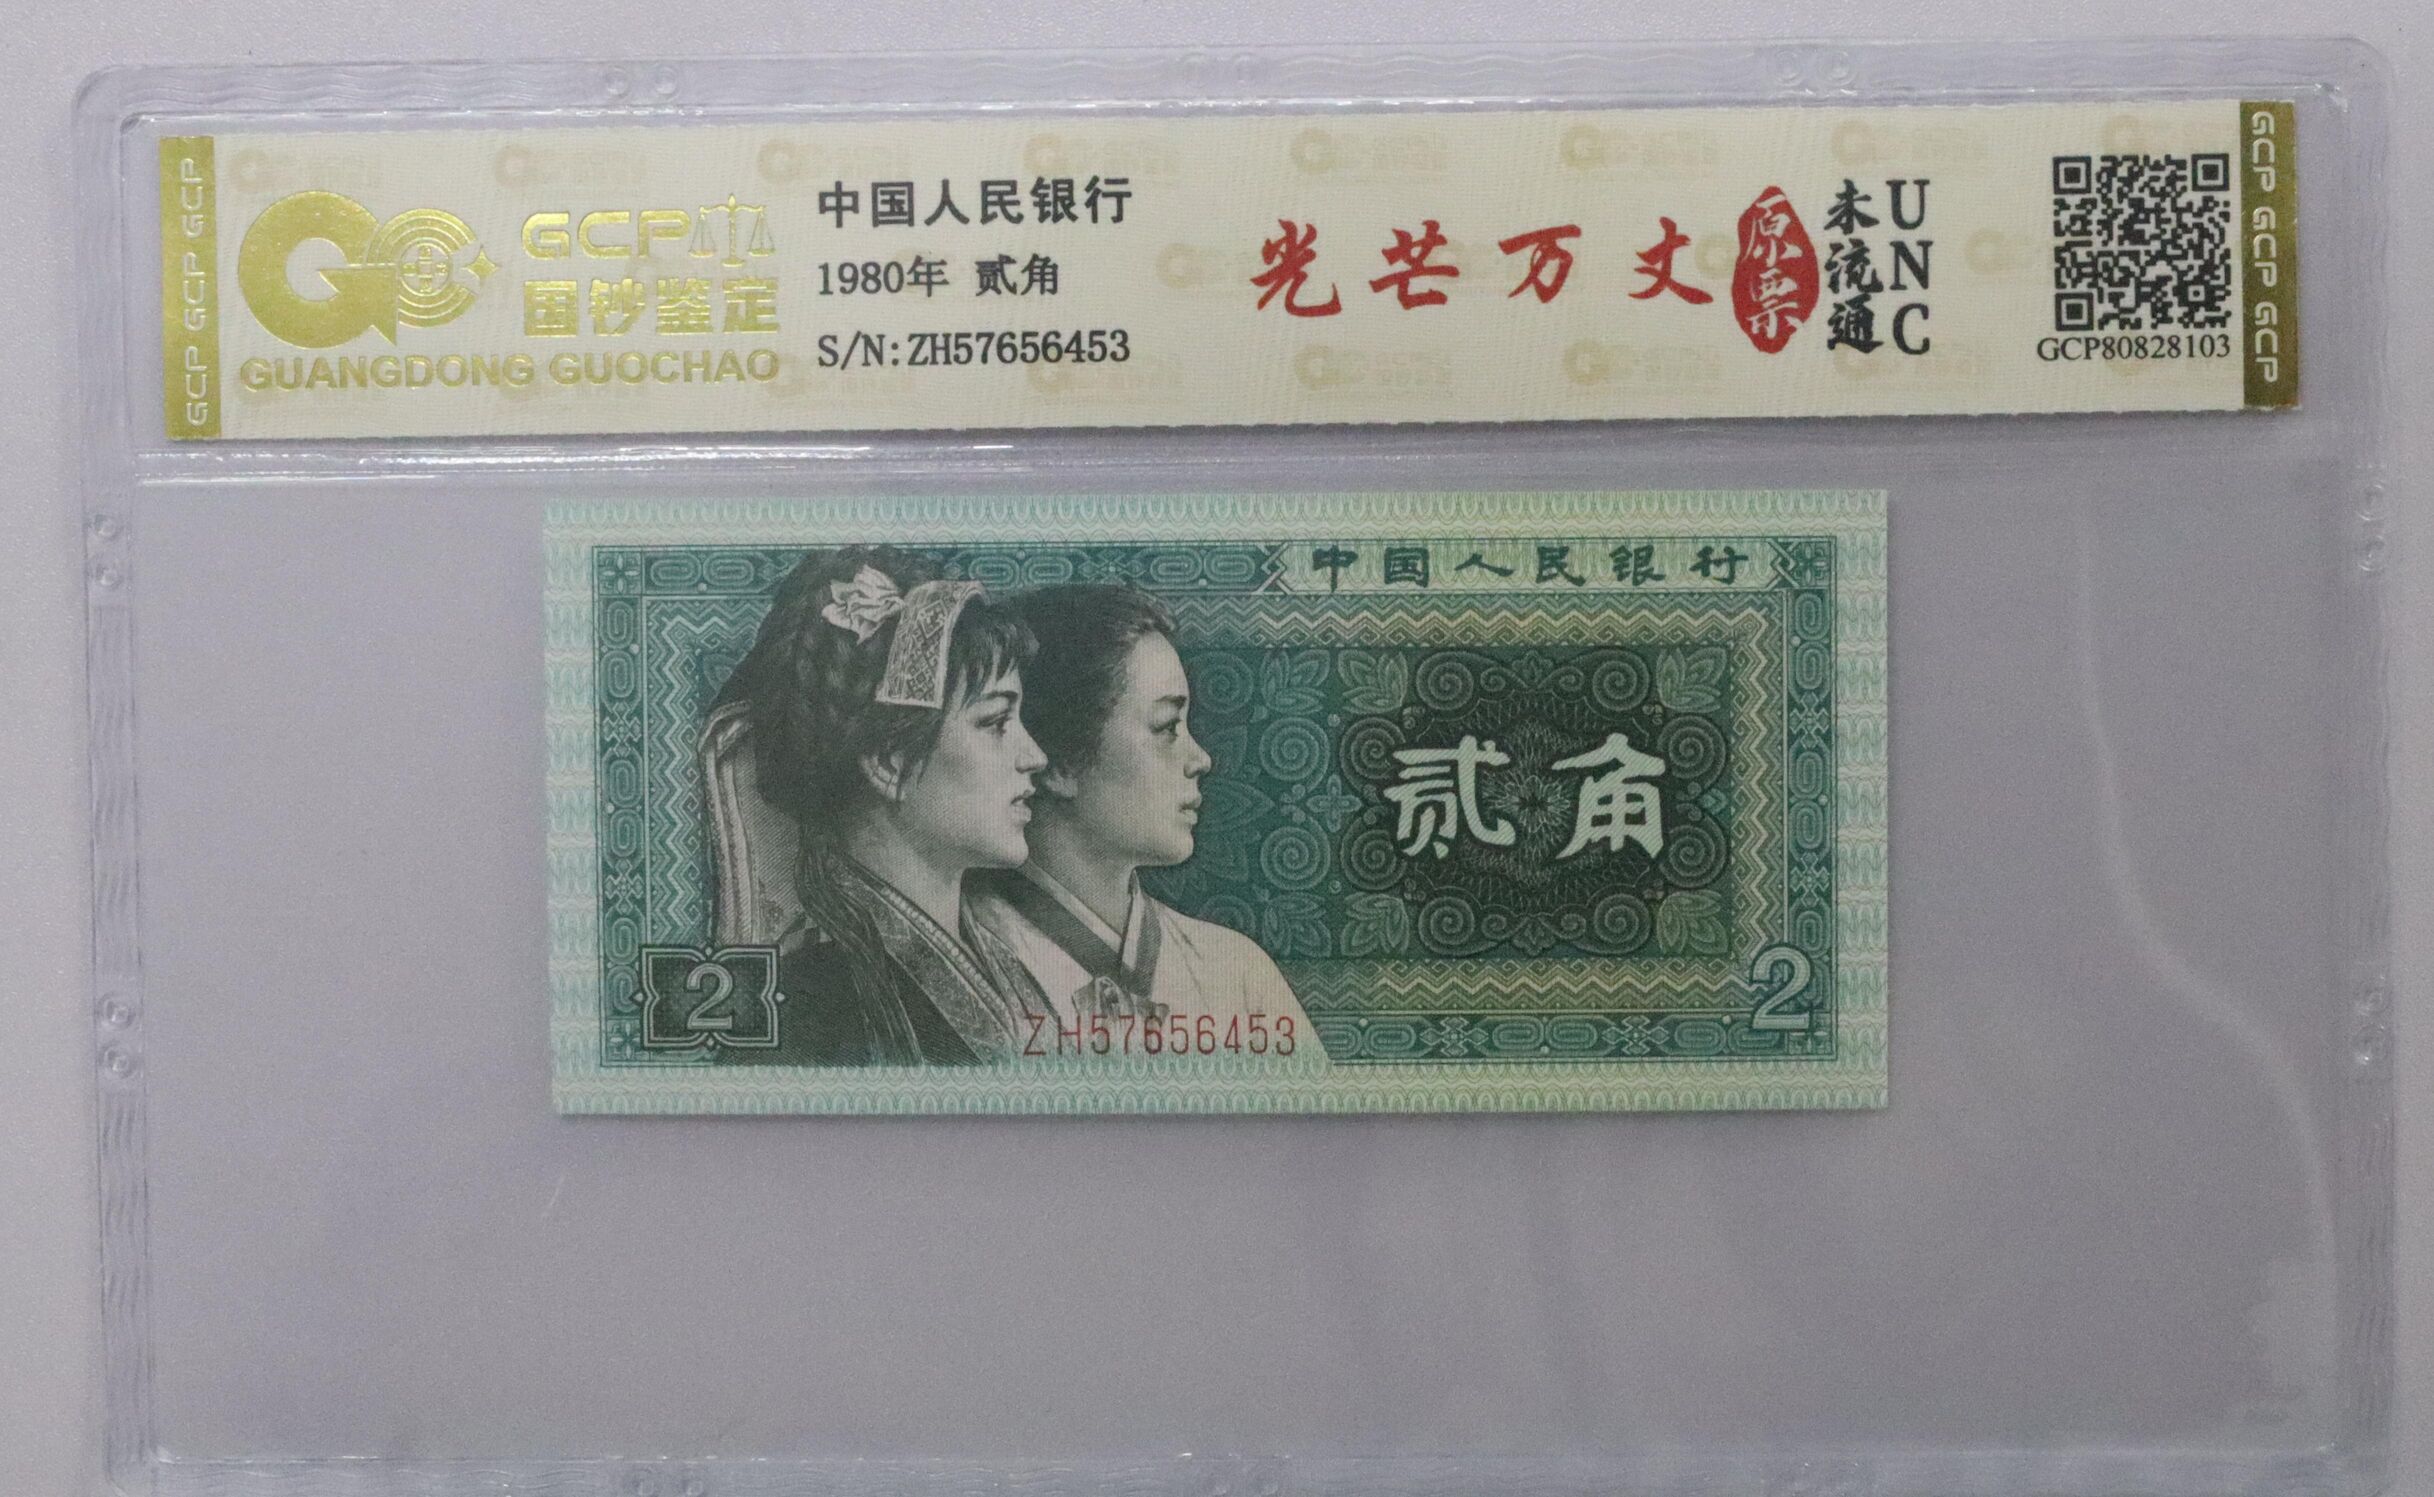 GCP GCP GCP
GCP
国钞鉴定
GUANGDONG GUOCHAO
中国人民银行
1980年 贰角
S/N:ZH57656453
光芒万丈
原票
未流通
UNC
GCP80828103
GCP GCP GCP
中国人民银行
贰角
2
2
ZH57656453